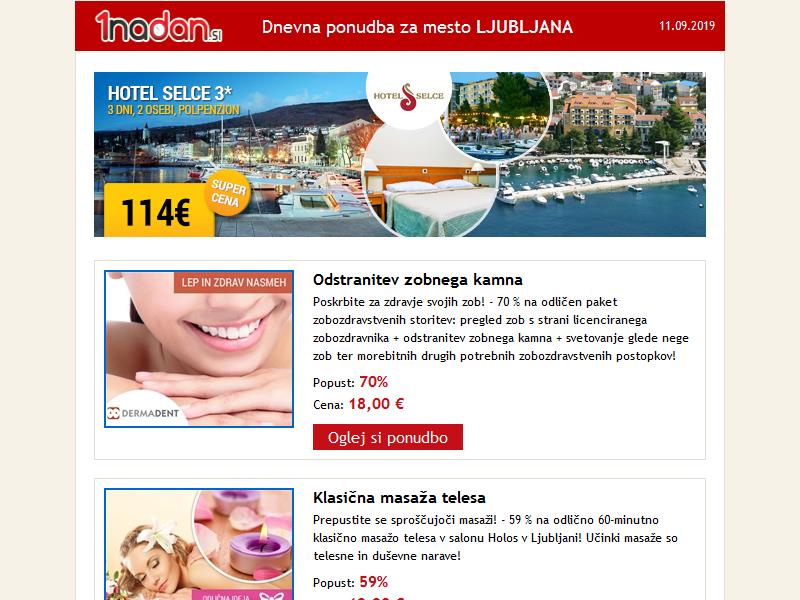 1nadan.si
Dnevna ponudba za mesto LJUBLJANA
11.09.2019
HOTEL SELCE 3*
3 DNI, 2 OSEBI, POLPENZION
HOTEL SELCE
SUPER
CENA
114€
LEP IN ZDRAV NASMEH
DERMADENT
Odstranitev zobnega kamna
Poskrbite za zdravje svojih zob! - 70 % na odličen paket
zobozdravstvenih storitev: pregled zob s strani licenciranega
zobozdravnika + odstranitev zobnega kamna + svetovanje glede nege
zob ter morebitnih drugih potrebnih zobozdravstvenih postopkov!
Popust: 70%
Cena: 18,00 €
Oglej si ponudbo
Klasična masaža telesa
Prepustite se sproščujoči masaži! - 59 % na odlično 60-minutno
klasično masažo telesa v salonu Holos v Ljubljani! Učinki masaže so
telesne in duševne narave!
Popust: 59%
ODLIČNA IDEJA